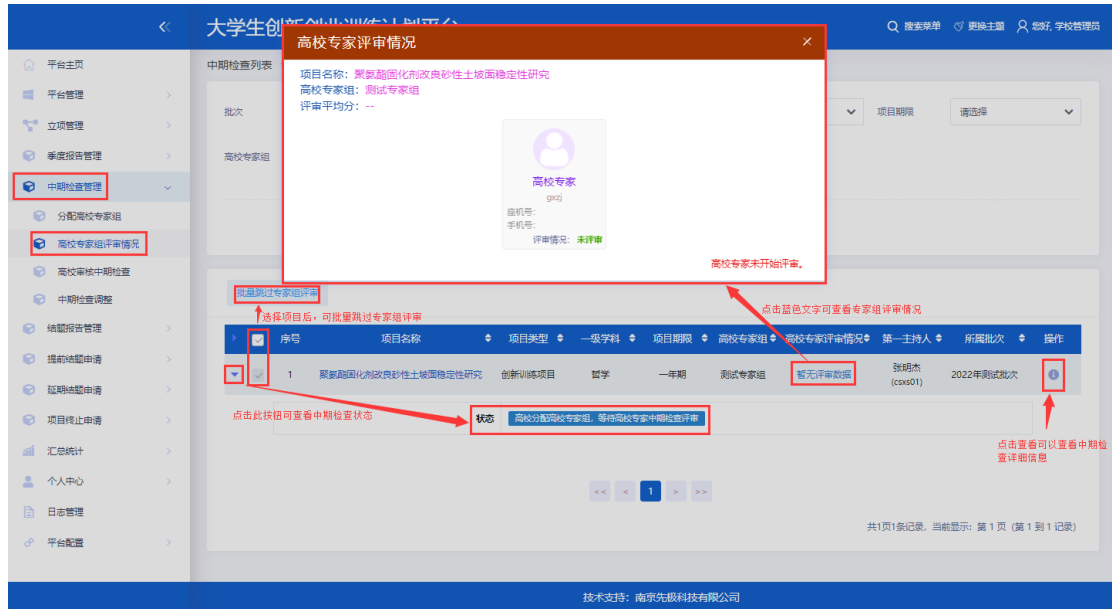 大学生创新创业训练计划平台
搜索菜单 更换主题 您好, 学校管理员
平台主页
平台管理
立项管理
季度报告管理
中期检查管理
分配高校专家组
高校专家组评审情况
高校审核中期检查
中期检查调整
结题报告管理
提前结题申请
延期结题申请
项目终止申请
汇总统计
个人中心
日志管理
平台配置
中期检查列表
批次
项目期限 请选择
高校专家组
高校专家评审情况 ×
项目名称: 聚氨酯固化剂改良砂性土坡面稳定性研究
高校专家组: 测试专家组
评审平均分: --
高校专家
gxzj
座机号:
手机号:
评审情况: 未评审
高校专家未开始评审。
批量跳过专家组评审
选择项目后，可批量跳过专家组评审
点击蓝色文字可查看专家组评审情况
序号 项目名称 项目类型 一级学科 项目期限 高校专家组 高校专家评审情况 第一主持人 所属批次 操作
1 聚氨酯固化剂改良砂性土坡面稳定性研究 创新训练项目 哲学 一年期 测试专家组 暂无评审数据 张明杰 2022年测试批次
(csxs01)
点击此按钮可查看中期检查状态
状态 高校分配高校专家组，等待高校专家中期检查评审
点击查看可以查看中期检
查详细信息
<< < 1 > >>
共1页1条记录，当前显示: 第 1 页 (第 1 到 1 记录)
技术支持: 南京先极科技有限公司